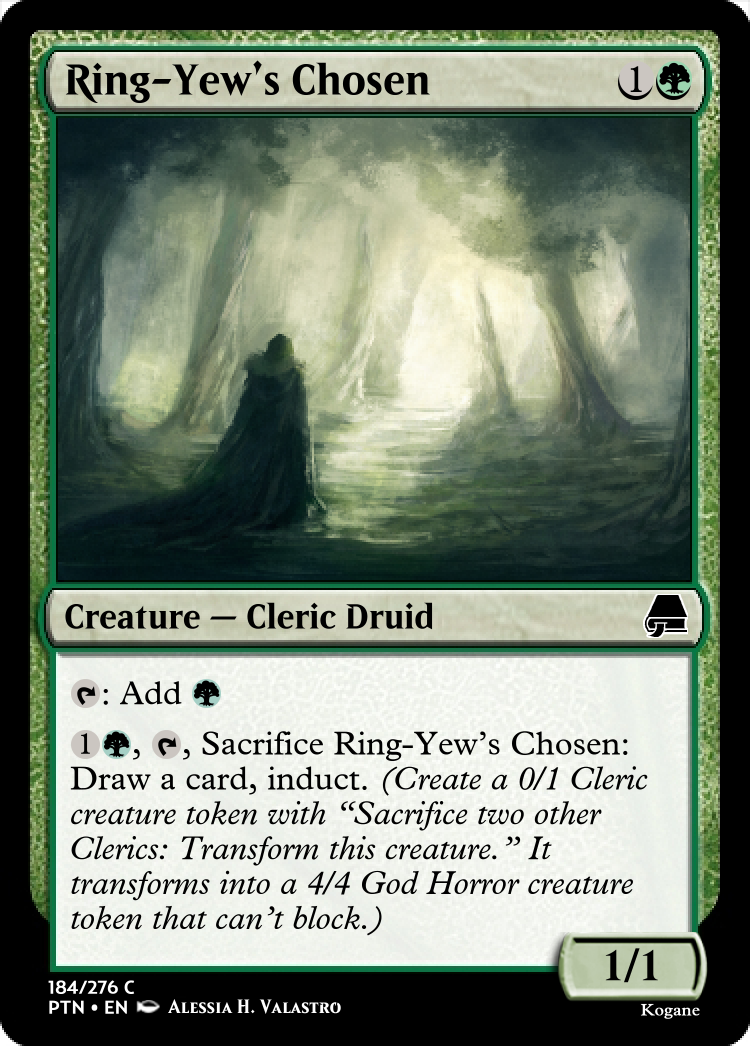 Ring-Yew's Chosen 1
Creature — Cleric Druid
: Add
1 , , Sacrifice Ring-Yew's Chosen:
Draw a card, induct. (Create a 0/1 Cleric
creature token with “Sacrifice two other
Clerics: Transform this creature.” It
transforms into a 4/4 God Horror creature
token that can't block.)
1/1
184/276 C
PTN • EN Alessia H. Valastro
Kogane